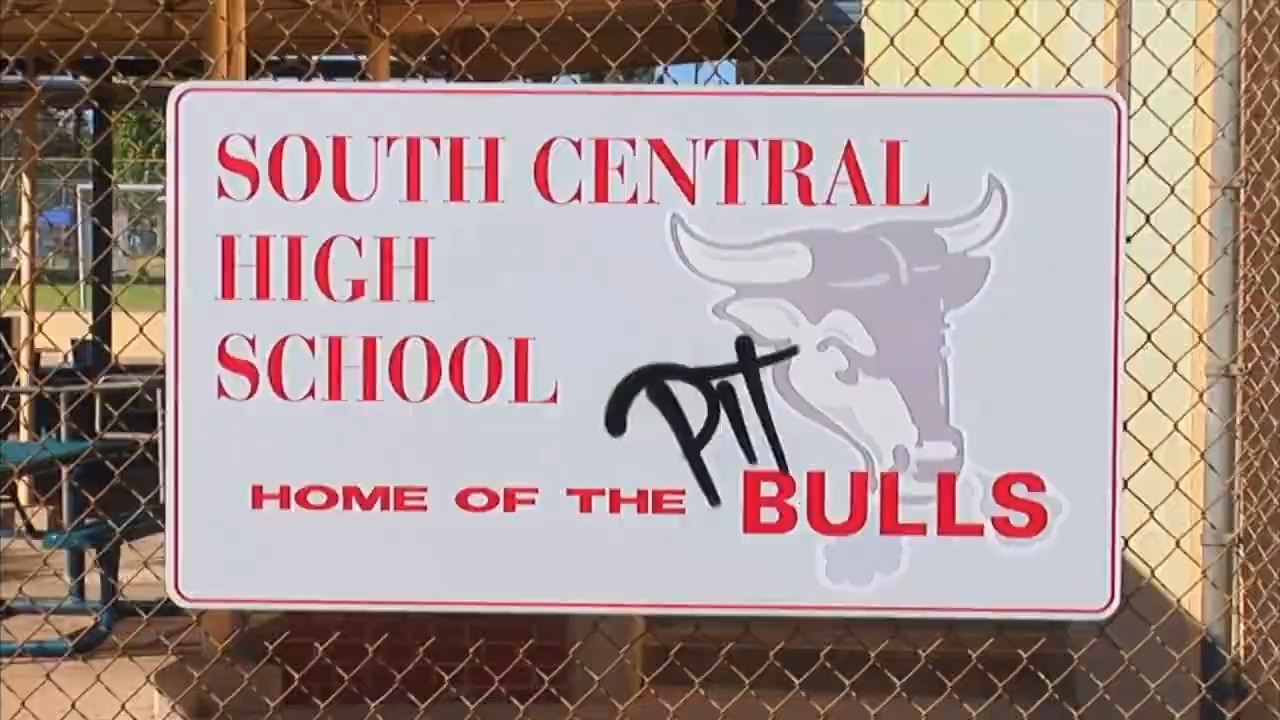 SOUTH CENTRAL
HIGH
SCHOOL
Pit
HOME OF THE BULLS